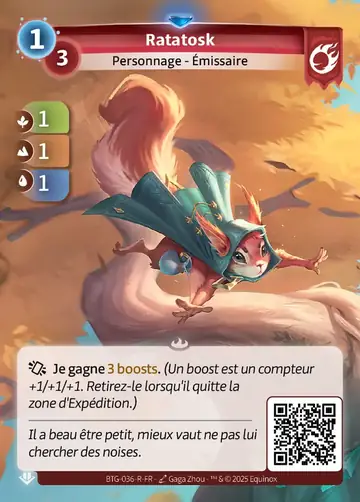 1
Ratatosk
3
Personnage - Émissaire
1
1
1
Je gagne 3 boosts. (Un boost est un compteur
+1/+1/+1. Retirez-le lorsqu'il quitte la
zone d'Expédition.)
Il a beau être petit, mieux vaut ne pas lui
chercher des noises.
BTG-036-R-FR - Gaga Zhou - ™ & © 2025 Equinox